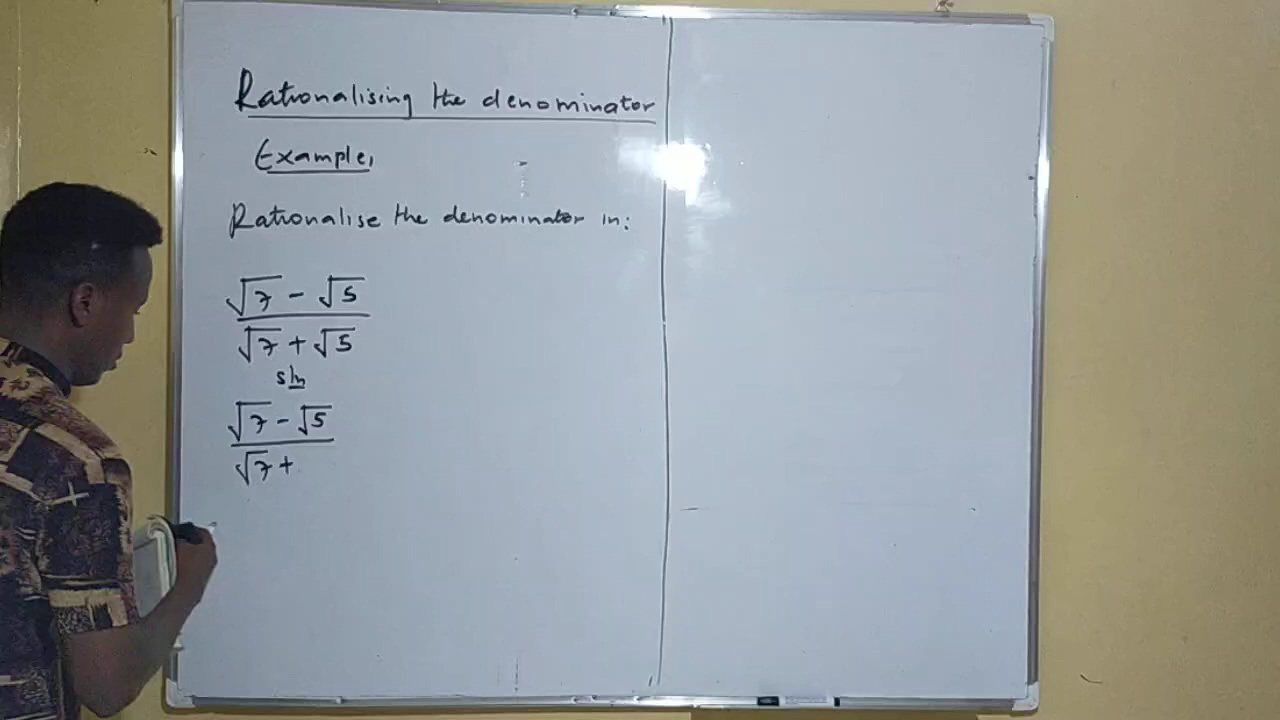 Rationalising the denominator
Example,
Rationalise the denominator in:
√7 - √5
√7 + √5
sln
√7 - √5
√7 +